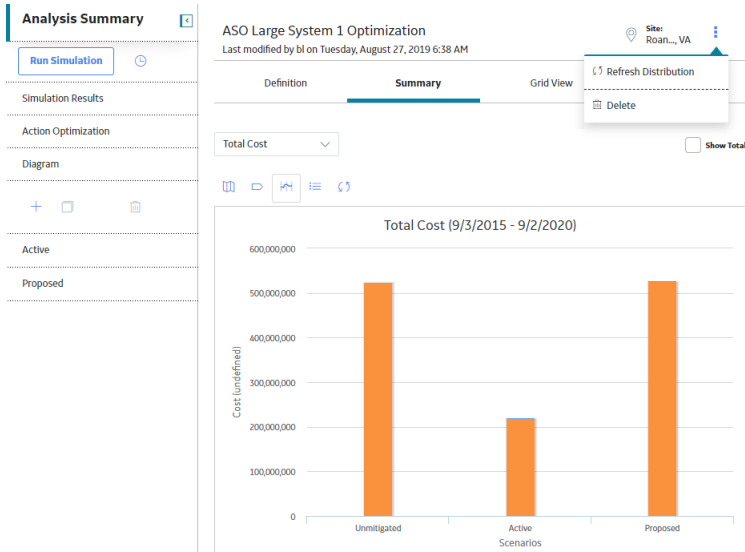 Analysis Summary
Run Simulation
Simulation Results
Action Optimization
Diagram
Active
Proposed
ASO Large System 1 Optimization
Last modified by bl on Tuesday, August 27, 2019 6:38 AM
Site:
Roan..., VA
Refresh Distribution
Delete
Definition
Summary
Grid View
Total Cost
Show Total
Total Cost (9/3/2015 - 9/2/2020)
600,000,000
500,000,000
400,000,000
300,000,000
200,000,000
100,000,000
0
Cost (undefined)
Unmitigated
Active
Proposed
Scenarios